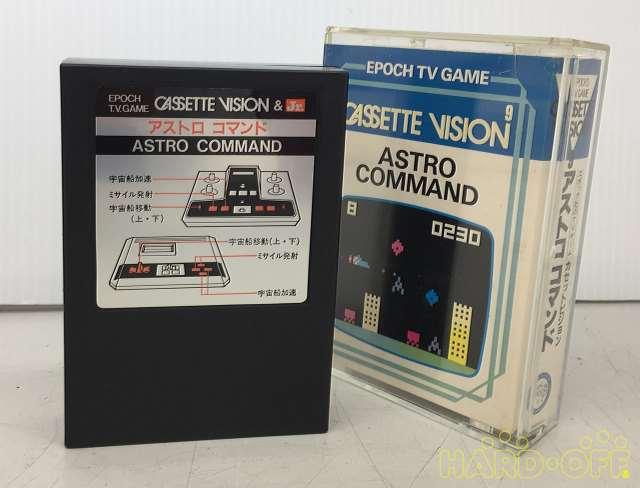 EPOCH
T.V.GAME
CASSETTE VISION & Jr.
アストロ コマンド
ASTRO COMMAND
宇宙船加速
ミサイル発射
宇宙船移動
(上・下)
宇宙船移動(上・下)
ミサイル発射
宇宙船加速
EPOCH TV GAME
CASSETTE VISION
9
ASTRO
COMMAND
8
0230
アストロコマンド
HARD·OFF